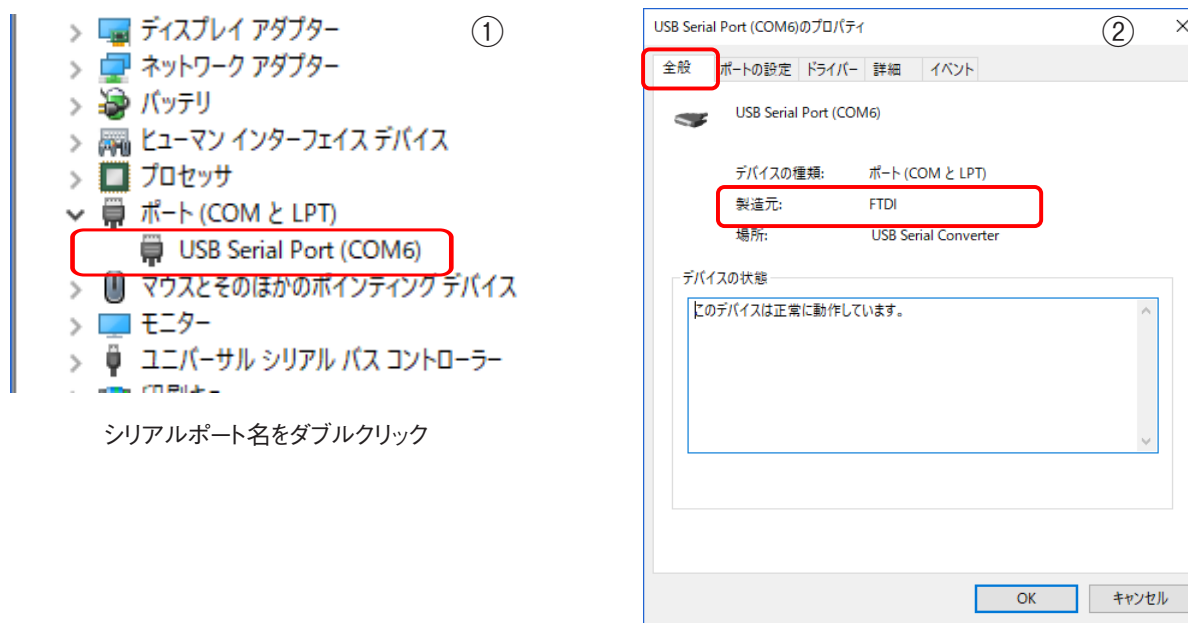 ①
ディスプレイ アダプター
ネットワーク アダプター
バッテリ
ヒューマン インターフェイス デバイス
プロセッサ
ポート (COM と LPT)
USB Serial Port (COM6)
マウスとそのほかのポインティング デバイス
モニター
ユニバーサル シリアル バス コントローラー
シリアルポート名をダブルクリック
②
USB Serial Port (COM6)のプロパティ
全般 ポートの設定 ドライバー 詳細 イベント
USB Serial Port (COM6)
デバイスの種類: ポート (COM と LPT)
製造元: FTDI
場所: USB Serial Converter
デバイスの状態
このデバイスは正常に動作しています。
OK キャンセル